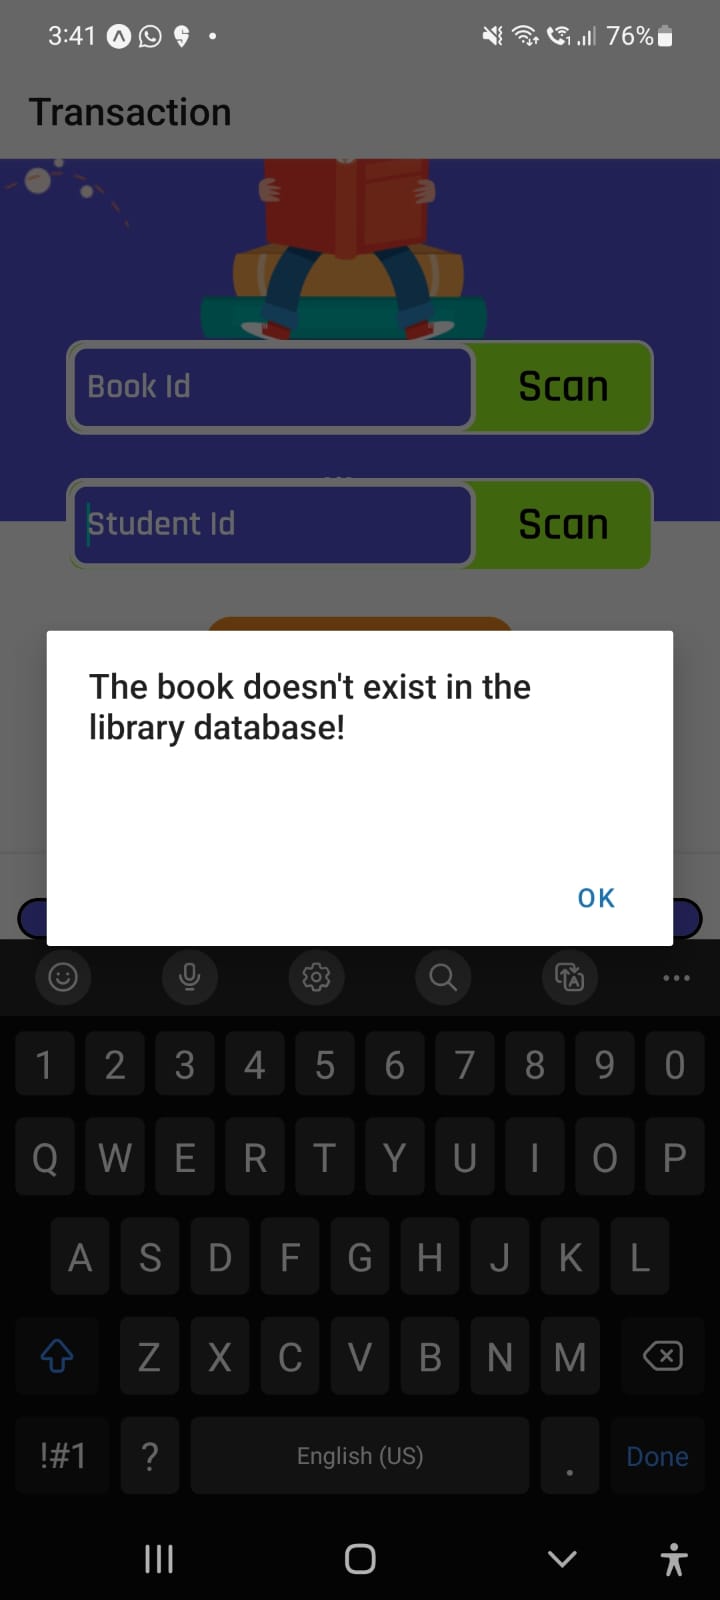 3:41
1
76%
Transaction
Book Id
Scan
Student Id
Scan
The book doesn't exist in the
library database!
OK
1 2 3 4 5 6 7 8 9 0
Q W E R T Y U I O P
A S D F G H J K L
Z X C V B N M
!#1 ? English (US) . Done